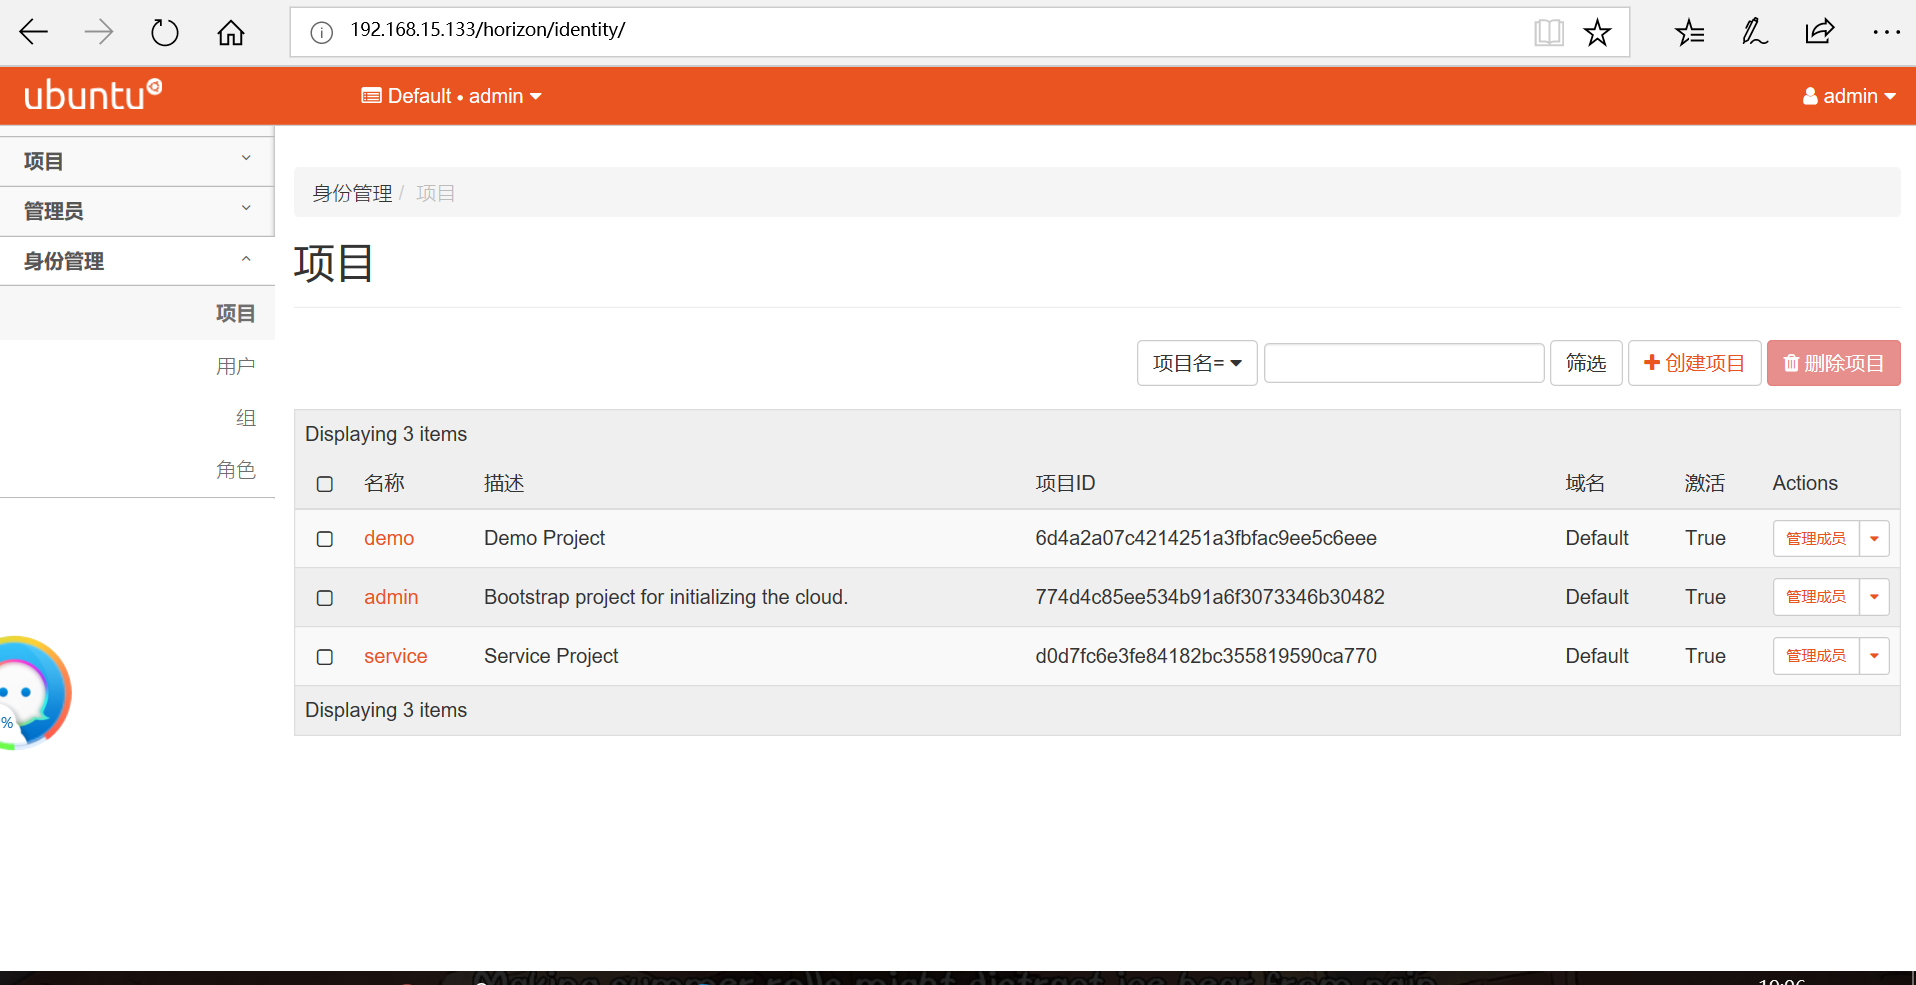 192.168.15.133/horizon/identity/
ubuntu
Default • admin
admin
项目
管理员
身份管理
项目
用户
组
角色
身份管理 / 项目
项目
项目名=
筛选
创建项目
删除项目
Displaying 3 items
名称 描述 项目ID 域名 激活 Actions
demo Demo Project 6d4a2a07c4214251a3fbfac9ee5c6eee Default True 管理成员
admin Bootstrap project for initializing the cloud. 774d4c85ee534b91a6f3073346b30482 Default True 管理成员
service Service Project d0d7fc6e3fe84182bc355819590ca770 Default True 管理成员
Displaying 3 items
%